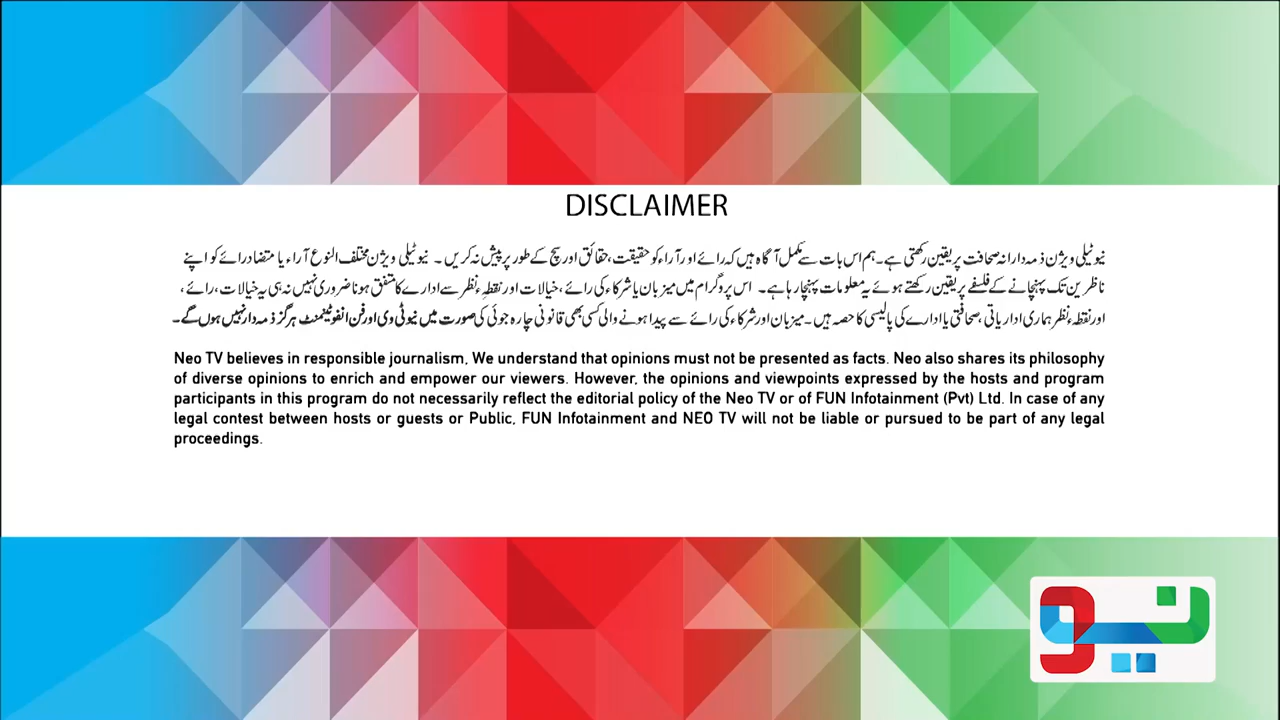 DISCLAIMER
نیو ٹیلی ویژن ذمہ دارانہ صحافت پر یقین رکھتی ہے۔ ہم اس بات سے مکمل آگاہ ہیں کہ رائے اور آراء کو حقیقت، حقائق اور سچ کے طور پر پیش نہ کریں ۔ نیو ٹیلی ویژن مختلف النوع آراء یا متضاد رائے کو اپنے
ناظرین تک پہنچانے کے فلسفے پر یقین رکھتے ہوئے یہ معلومات پہنچا رہا ہے ۔ اس پروگرام میں میزبان یا شرکاء کی رائے ، خیالات اور نقطہء نظر سے ادارے کا متفق ہونا ضروری نہیں نہ ہی یہ خیالات، رائے ،
اور نقطہء نظر ہماری اداریاتی ،صحافتی یا ادارے کی پالیسی کا حصہ ہیں ۔ میزبان اور شرکاء کی رائے سے پیدا ہونے والی کسی بھی قانونی چارہ جوئی کی صورت میں نیو ٹی وی اور فن انفوٹینمنٹ ہر گز ذمہ دار نہیں ہوں گے ۔
Neo TV believes in responsible journalism, We understand that opinions must not be presented as facts. Neo also shares its philosophy
of diverse opinions to enrich and empower our viewers. However, the opinions and viewpoints expressed by the hosts and program
participants in this program do not necessarily reflect the editorial policy of the Neo TV or of FUN Infotainment (Pvt) Ltd. In case of any
legal contest between hosts or guests or Public, FUN Infotainment and NEO TV will not be liable or pursued to be part of any legal
proceedings.
نیو